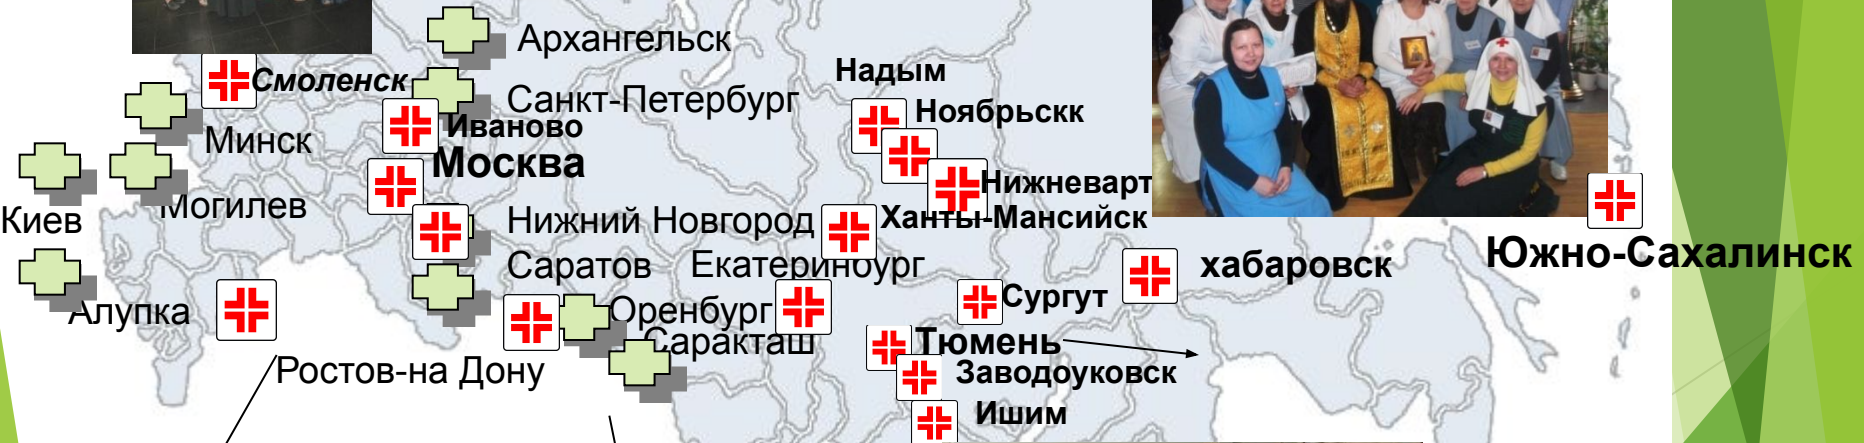 Архангельск
Надым
Смоленск
Санкт-Петербург
Ноябрьскк
Иваново
Минск
Москва
Нижневарт
Могилев
Киев
Нижний Новгород
Ханты-Мансийск
Южно-Сахалинск
Саратов
Екатеринбург
хабаровск
Сургут
Алупка
Оренбург
Саракташ
Тюмень
Ростов-на Дону
Заводоуковск
Ишим